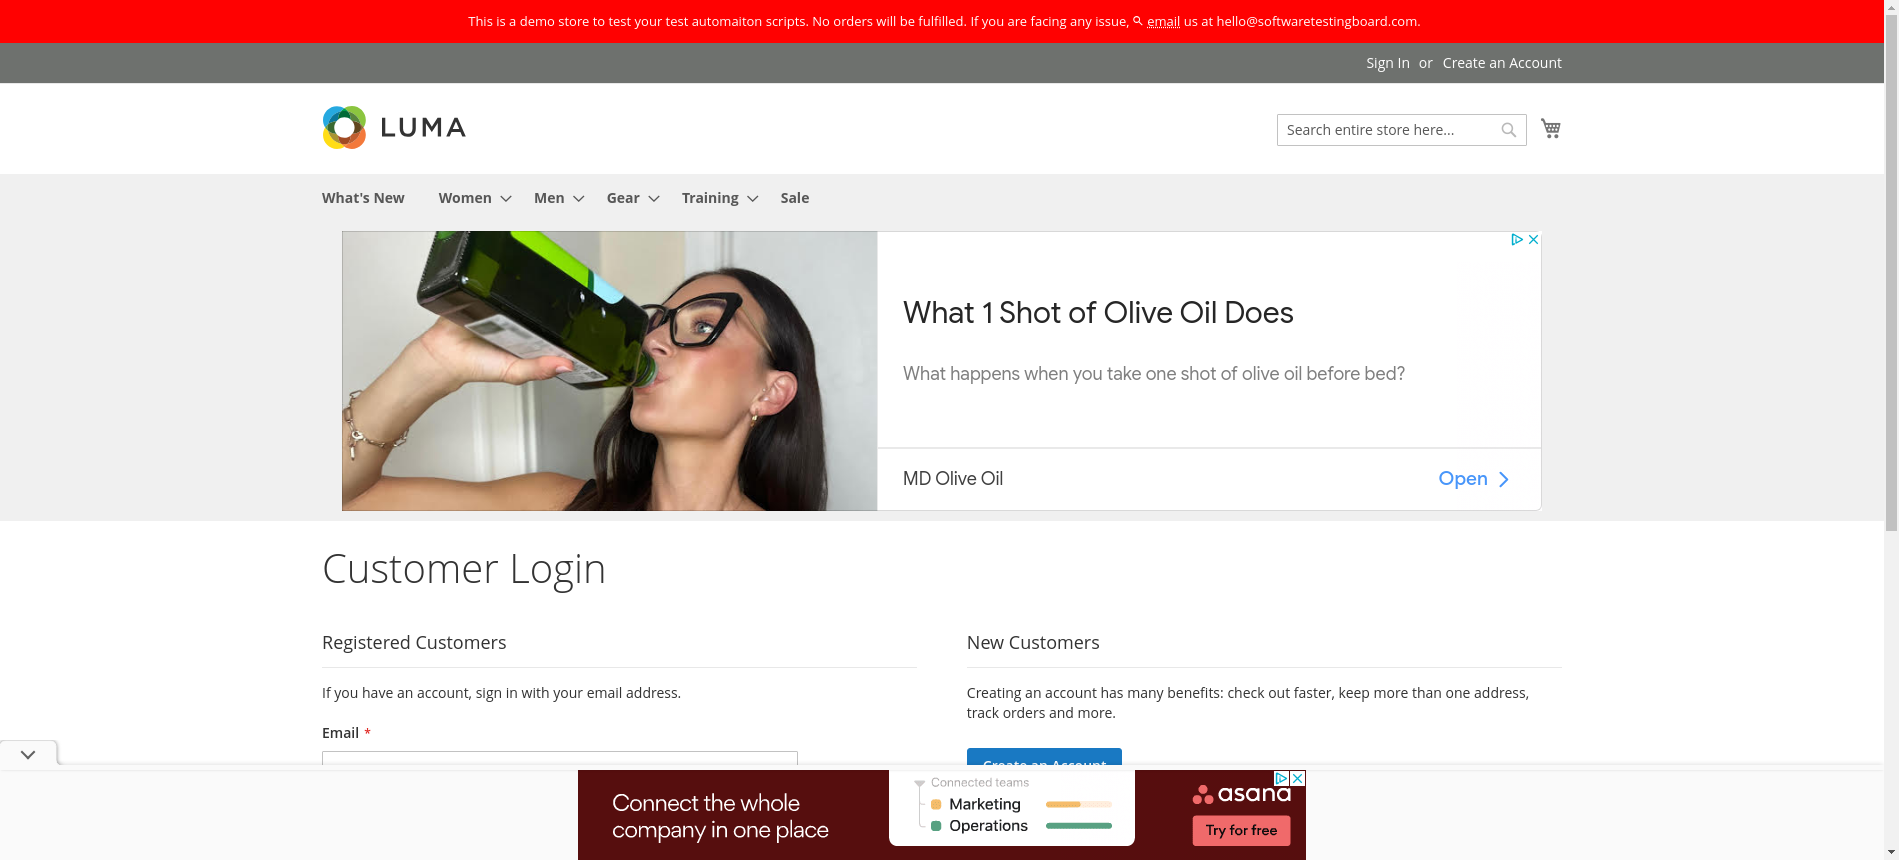 This is a demo store to test your test automaiton scripts. No orders will be fulfilled. If you are facing any issue, email us at hello@softwaretestingboard.com.
Sign In or Create an Account
LUMA
Search entire store here...
What's New Women Men Gear Training Sale
What 1 Shot of Olive Oil Does
What happens when you take one shot of olive oil before bed?
MD Olive Oil Open
Customer Login
Registered Customers
If you have an account, sign in with your email address.
Email *
New Customers
Creating an account has many benefits: check out faster, keep more than one address,
track orders and more.
Create an Account
Connect the whole
company in one place
Connected teams
Marketing
Operations
asana
Try for free